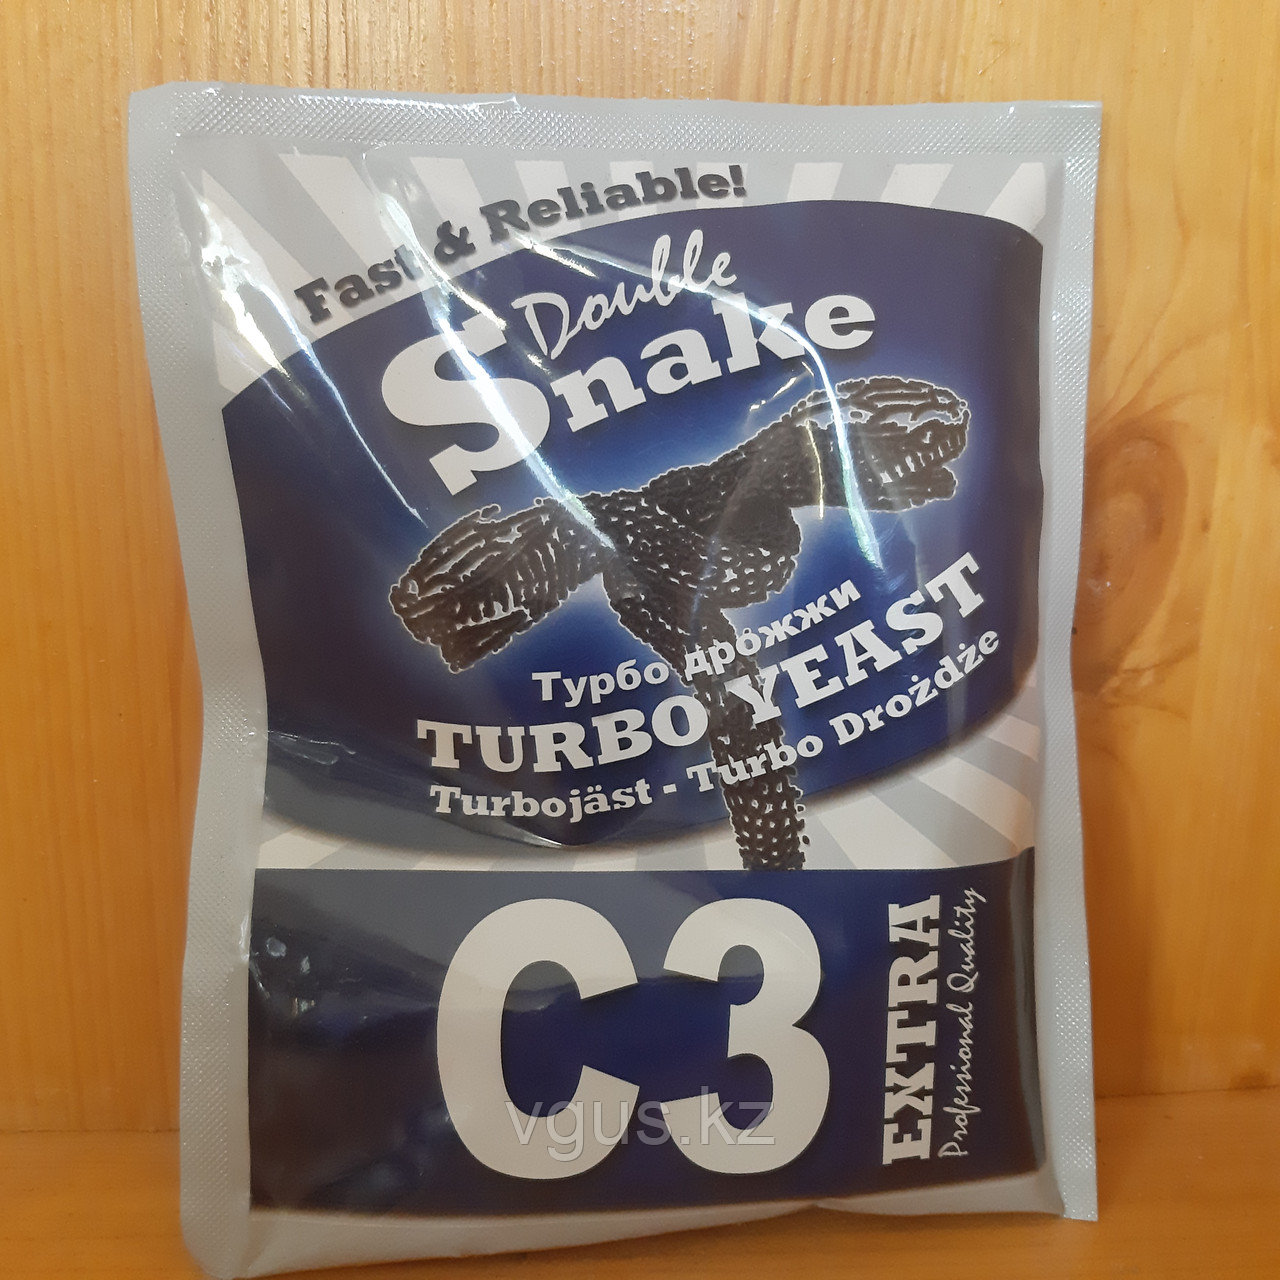 Fast & Reliable!
Double
Snake
Турбо дрожжи
TURBO YEAST
Turbojäst - Turbo Drożdże
C3
EXTRA
Professional Quality
vgus.kz